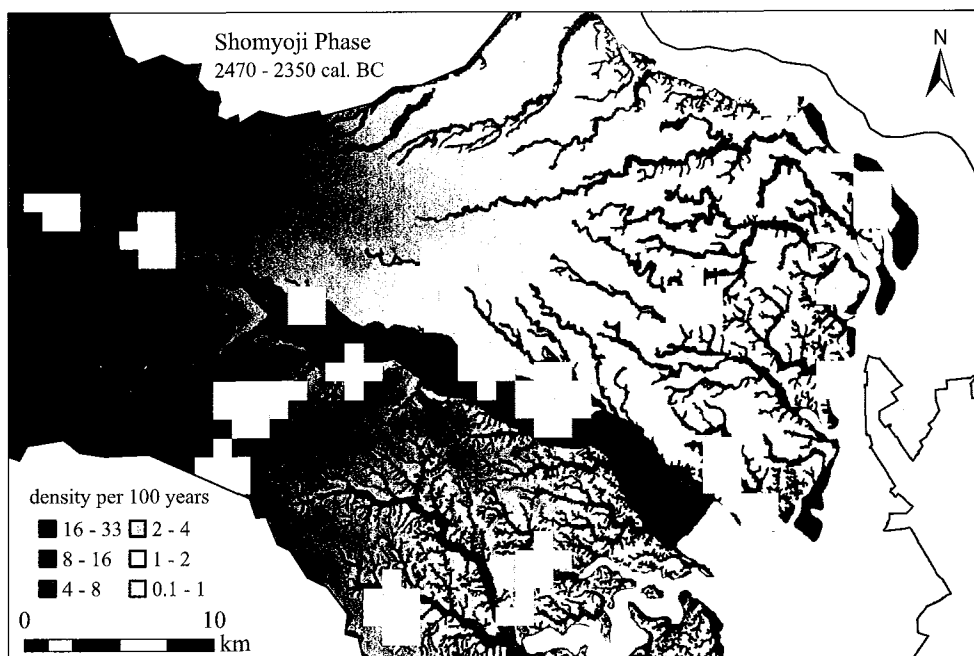 Shomyoji Phase
2470 - 2350 cal. BC
N
density per 100 years
16 - 33 2 - 4
8 - 16 1 - 2
4 - 8 0.1 - 1
0 10
km